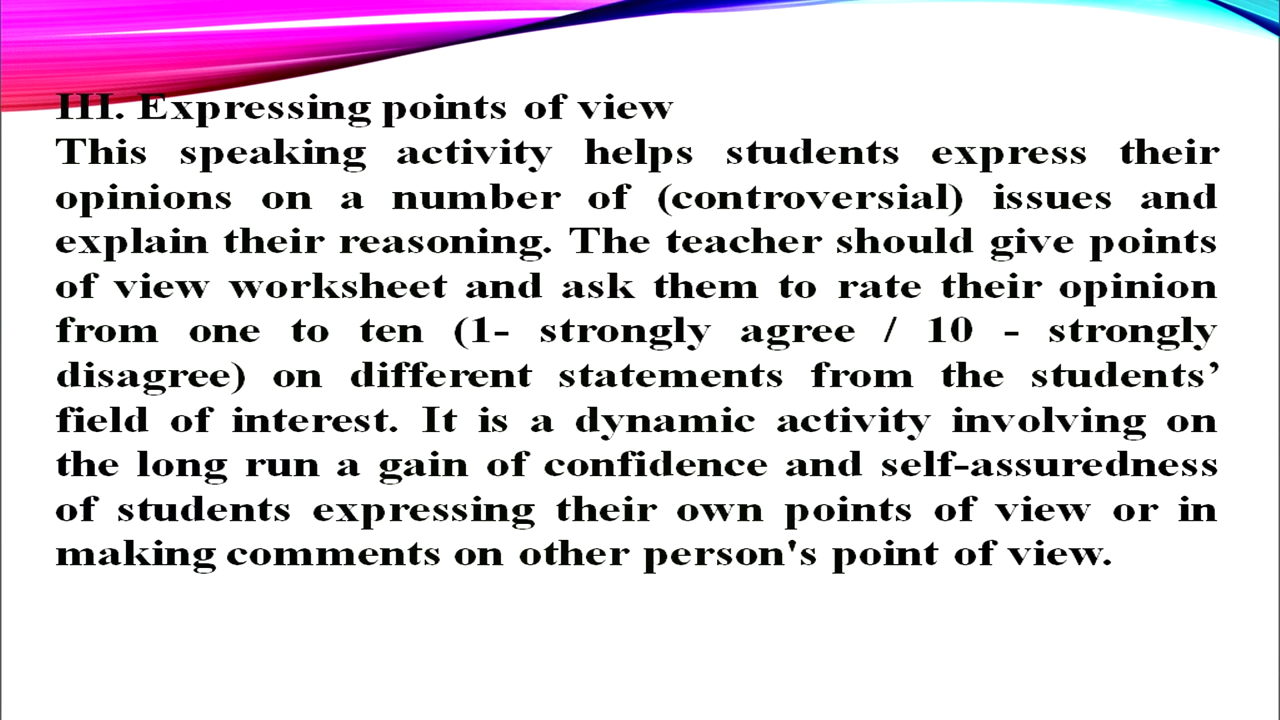 III. Expressing points of view
This speaking activity helps students express their
opinions on a number of (controversial) issues and
explain their reasoning. The teacher should give points
of view worksheet and ask them to rate their opinion
from one to ten (1- strongly agree / 10 - strongly
disagree) on different statements from the students’
field of interest. It is a dynamic activity involving on
the long run a gain of confidence and self-assuredness
of students expressing their own points of view or in
making comments on other person's point of view.